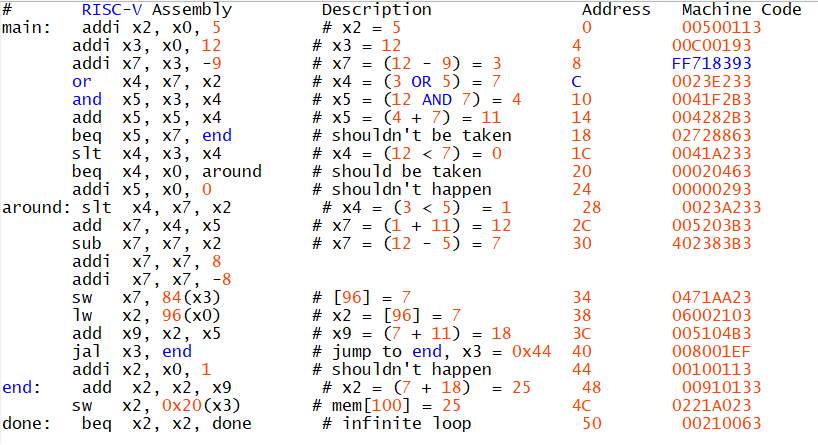 #       RISC-V Assembly         Description               Address    Machine Code
main:   addi x2, x0, 5          # x2 = 5                  0          00500113
        addi x3, x0, 12         # x3 = 12                 4          00C00193
        addi x7, x3, -9         # x7 = (12 - 9) = 3       8          FF718393
        or   x4, x7, x2         # x4 = (3 OR 5) = 7       C          0023E233
        and  x5, x3, x4         # x5 = (12 AND 7) = 4     10         0041F2B3
        add  x5, x5, x4         # x5 = (4 + 7) = 11       14         004282B3
        beq  x5, x7, end        # shouldn't be taken      18         02728863
        slt  x4, x3, x4         # x4 = (12 < 7) = 0       1C         0041A233
        beq  x4, x0, around     # should be taken         20         00020463
        addi x5, x0, 0          # shouldn't happen        24         00000293
around: slt  x4, x7, x2         # x4 = (3 < 5)  = 1       28         0023A233
        add  x7, x4, x5         # x7 = (1 + 11) = 12      2C         005203B3
        sub  x7, x7, x2         # x7 = (12 - 5) = 7       30         402383B3
        addi x7, x7, 8
        addi x7, x7, -8
        sw   x7, 84(x3)         # [96] = 7                34         0471AA23
        lw   x2, 96(x0)         # x2 = [96] = 7           38         06002103
        add  x9, x2, x5         # x9 = (7 + 11) = 18      3C         005104B3
        jal  x3, end            # jump to end, x3 = 0x44  40         008001EF
        addi x2, x0, 1          # shouldn't happen        44         00100113
end:    add  x2, x2, x9         # x2 = (7 + 18)  = 25     48         00910133
        sw   x2, 0x20(x3)       # mem[100] = 25           4C         0221A023
done:   beq  x2, x2, done       # infinite loop           50         00210063